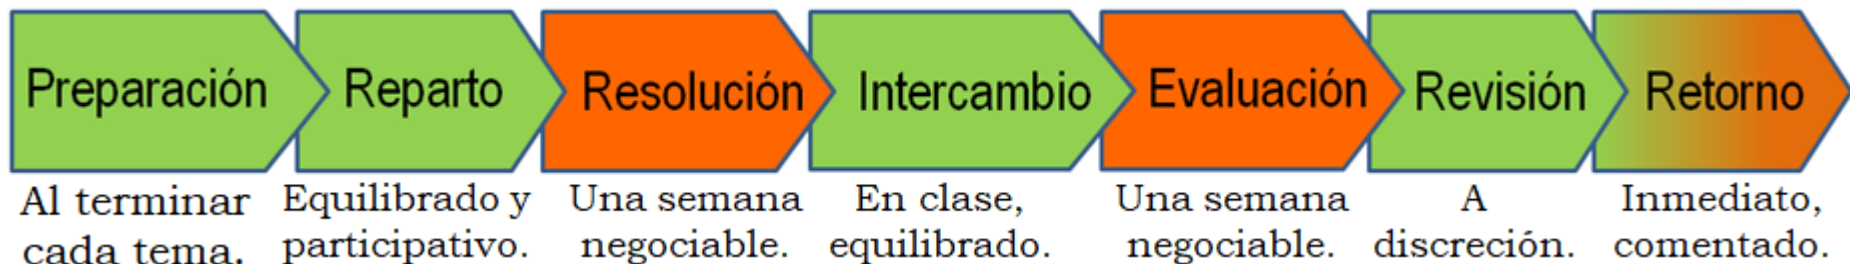 Preparación
Reparto
Resolución
Intercambio
Evaluación
Revisión
Retorno
Al terminar
cada tema.
Equilibrado y
participativo.
Una semana
negociable.
En clase,
equilibrado.
Una semana
negociable.
A
discreción.
Inmediato,
comentado.